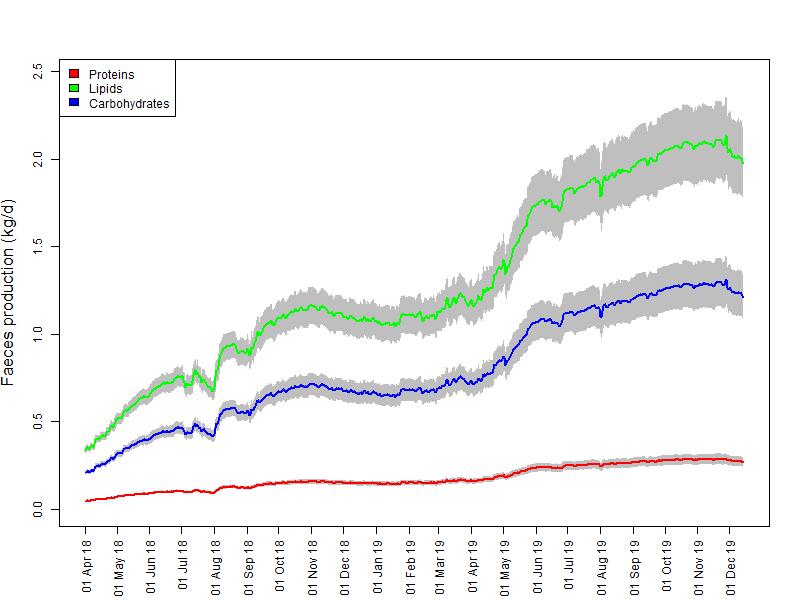 Proteins
Lipids
Carbohydrates
Faeces production (kg/d)
2.5
2.0
1.5
1.0
0.5
0.0
01 Apr 18
01 May 18
01 Jun 18
01 Jul 18
01 Aug 18
01 Sep 18
01 Oct 18
01 Nov 18
01 Dec 18
01 Jan 19
01 Feb 19
01 Mar 19
01 Apr 19
01 May 19
01 Jun 19
01 Jul 19
01 Aug 19
01 Sep 19
01 Oct 19
01 Nov 19
01 Dec 19